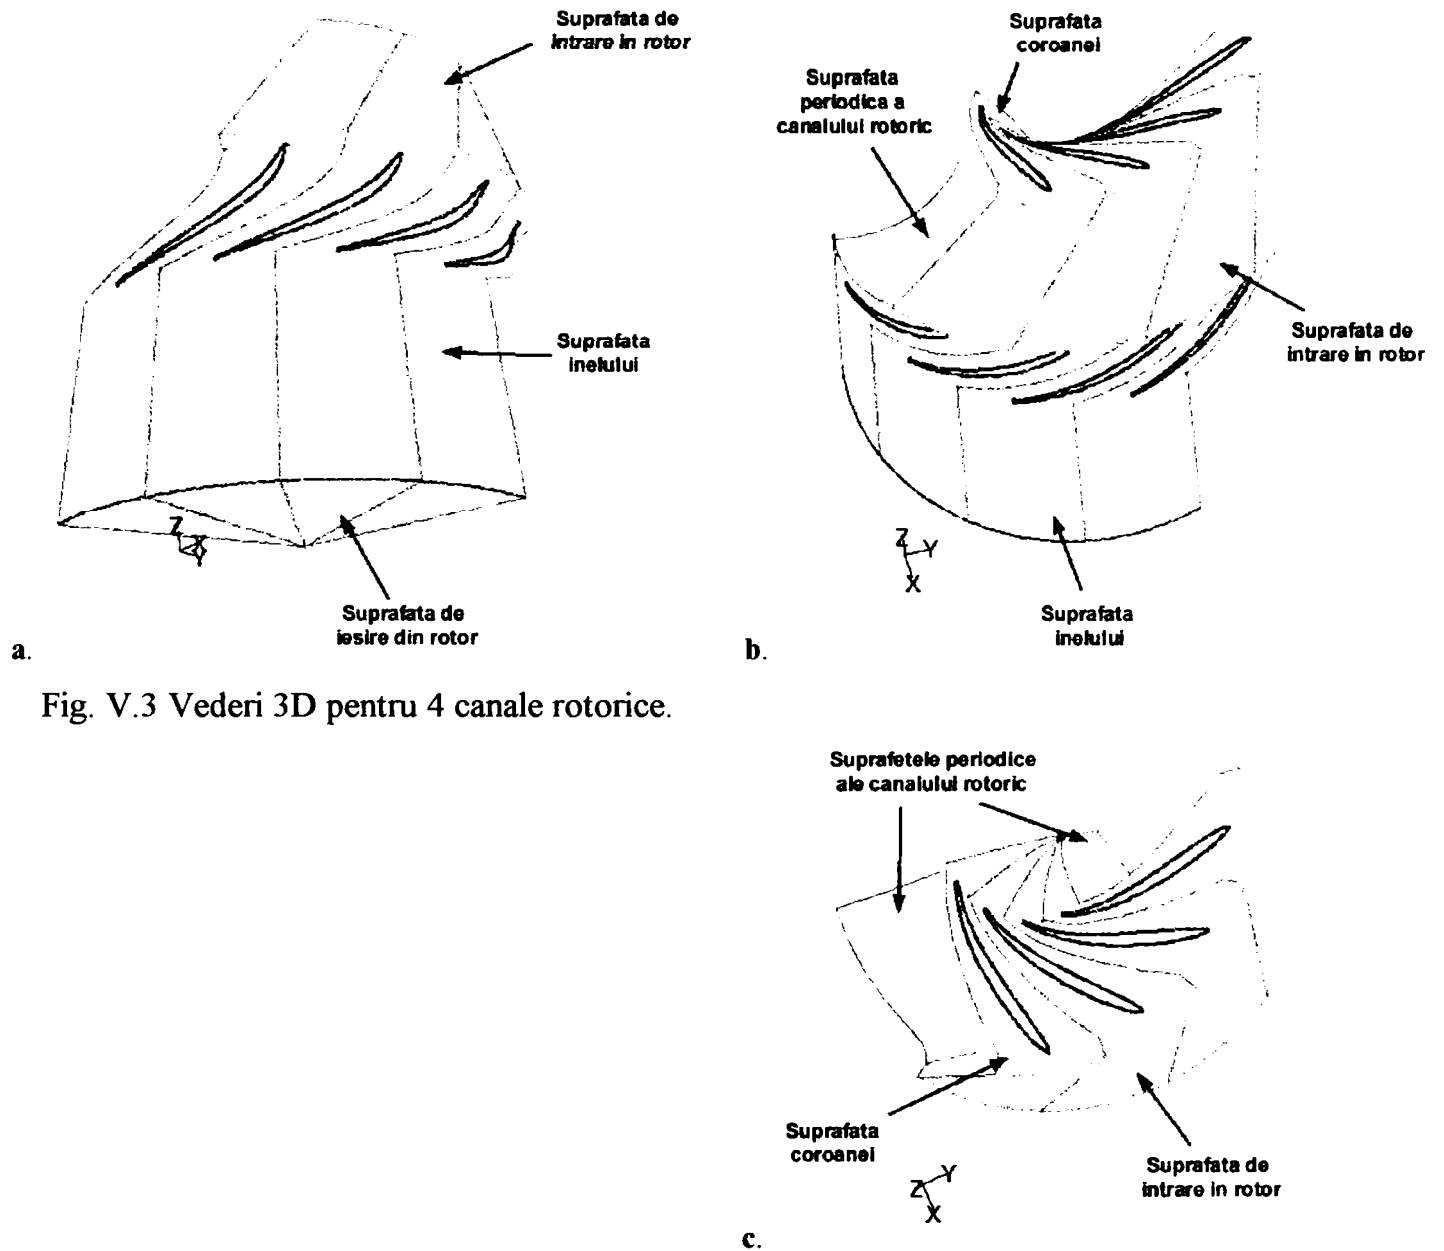 Suprafata de
intrare in rotor
Suprafata
inelului
Z
X
Y
Suprafata de
iesire din rotor
a.
Suprafata
coroanei
Suprafata
periodica a
canalului rotoric
Suprafata de
intrare in rotor
Z
Y
X
Suprafata
inelului
b.
Fig. V.3 Vederi 3D pentru 4 canale rotorice.
Suprafetele periodice
ale canalului rotoric
Suprafata
coroanei
Suprafata de
intrare in rotor
Z
Y
X
c.